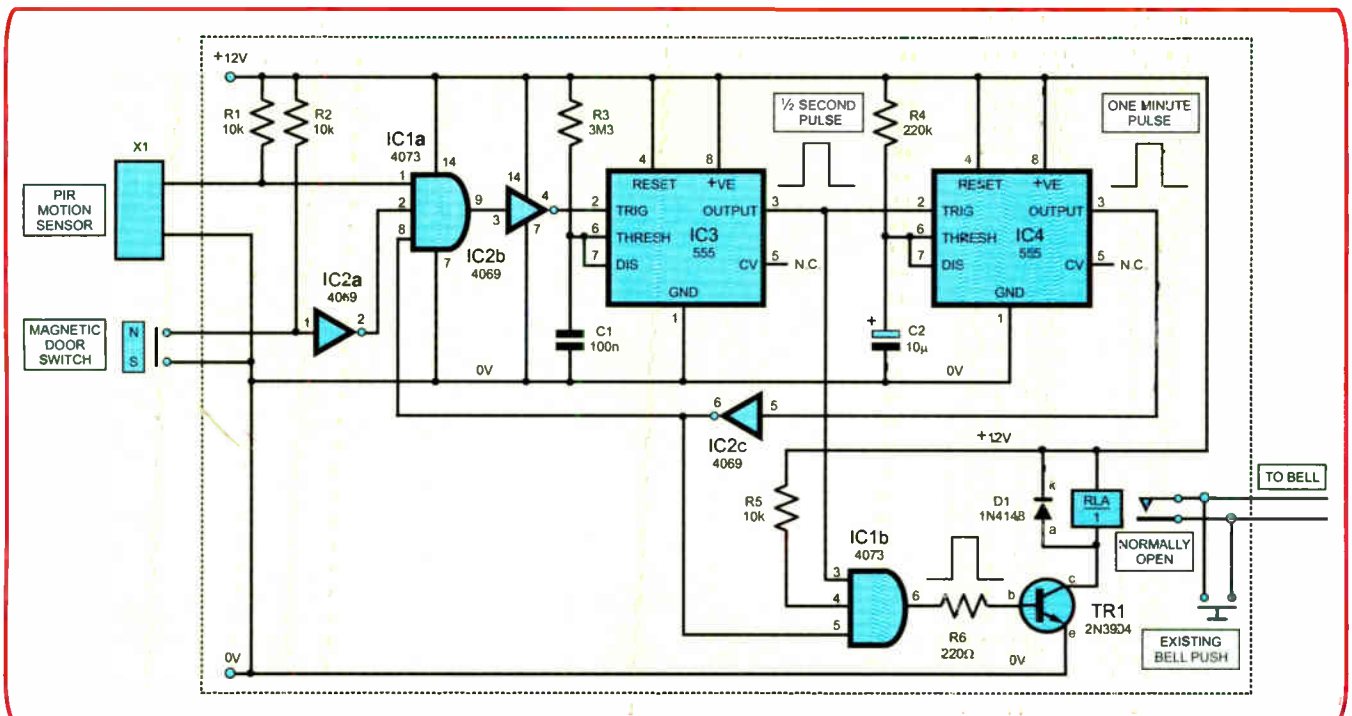 +12V
R1
10k
R2
10k
X1
PIR
MOTION
SENSOR
MAGNETIC
DOOR
SWITCH
N
S
IC1a
4073
14
1
2
8
9
7
IC2a
4069
1
2
IC2b
4069
14
3
4
7
R3
3M3
C1
100n
4
8
RESET
+VE
2
TRIG
OUTPUT
3
6
THRESH
IC3
555
7
DIS
CV
5
N.C.
GND
1
½ SECOND
PULSE
R4
220k
+
C2
10µ
4
8
RESET
+VE
2
TRIG
OUTPUT
3
6
THRESH
IC4
555
7
DIS
CV
5
N.C.
GND
1
ONE MINUTE
PULSE
0V
0V
6
5
IC2c
4069
+12V
R5
10k
IC1b
4073
3
4
5
6
R6
220Ω
D1
1N4148
k
a
RLA
1
b
c
e
TR1
2N3904
0V
0V
TO BELL
NORMALLY
OPEN
EXISTING
BELL PUSH